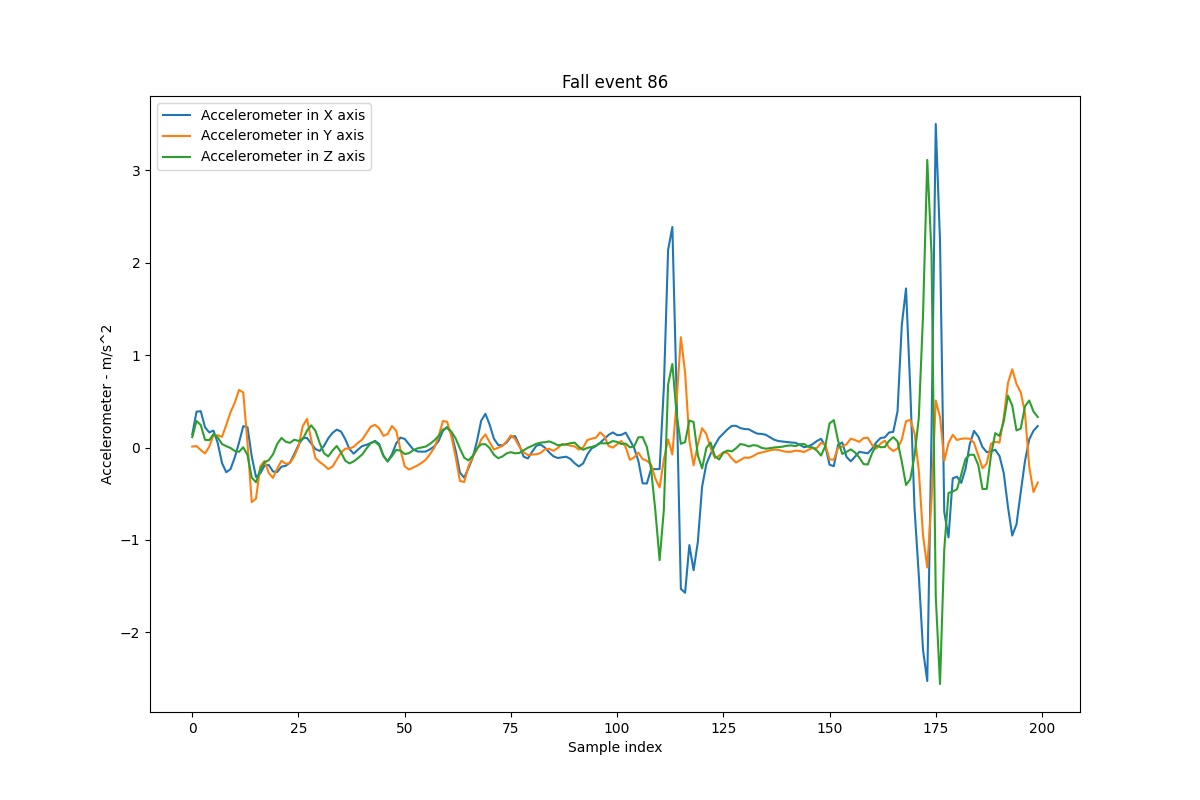 Fall event 86
Accelerometer in X axis
Accelerometer in Y axis
Accelerometer in Z axis
Accelerometer - m/s^2
3
2
1
0
−1
−2
0 25 50 75 100 125 150 175 200
Sample index